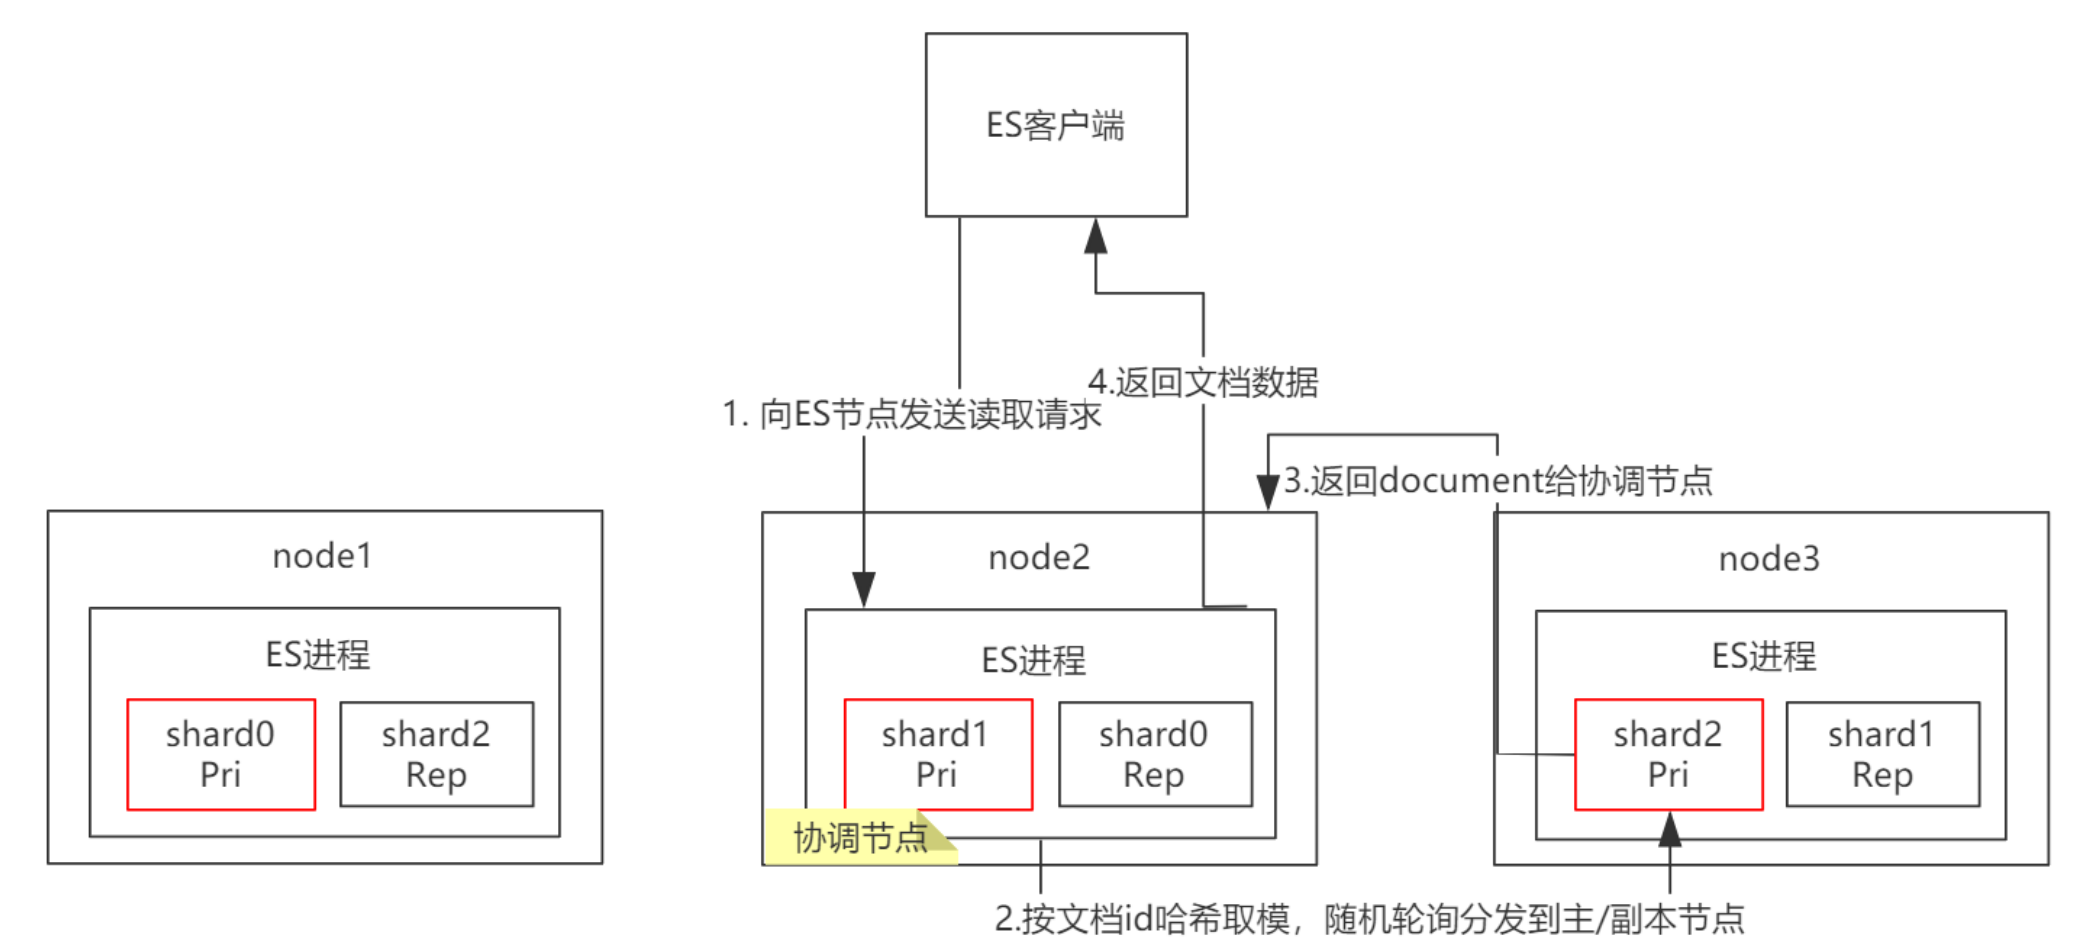 ES客户端
4.返回文档数据
1. 向ES节点发送读取请求
3.返回document给协调节点
node1
ES进程
shard0
Pri
shard2
Rep
node2
ES进程
shard1
Pri
shard0
Rep
协调节点
node3
ES进程
shard2
Pri
shard1
Rep
2.按文档id哈希取模，随机轮询分发到主/副本节点